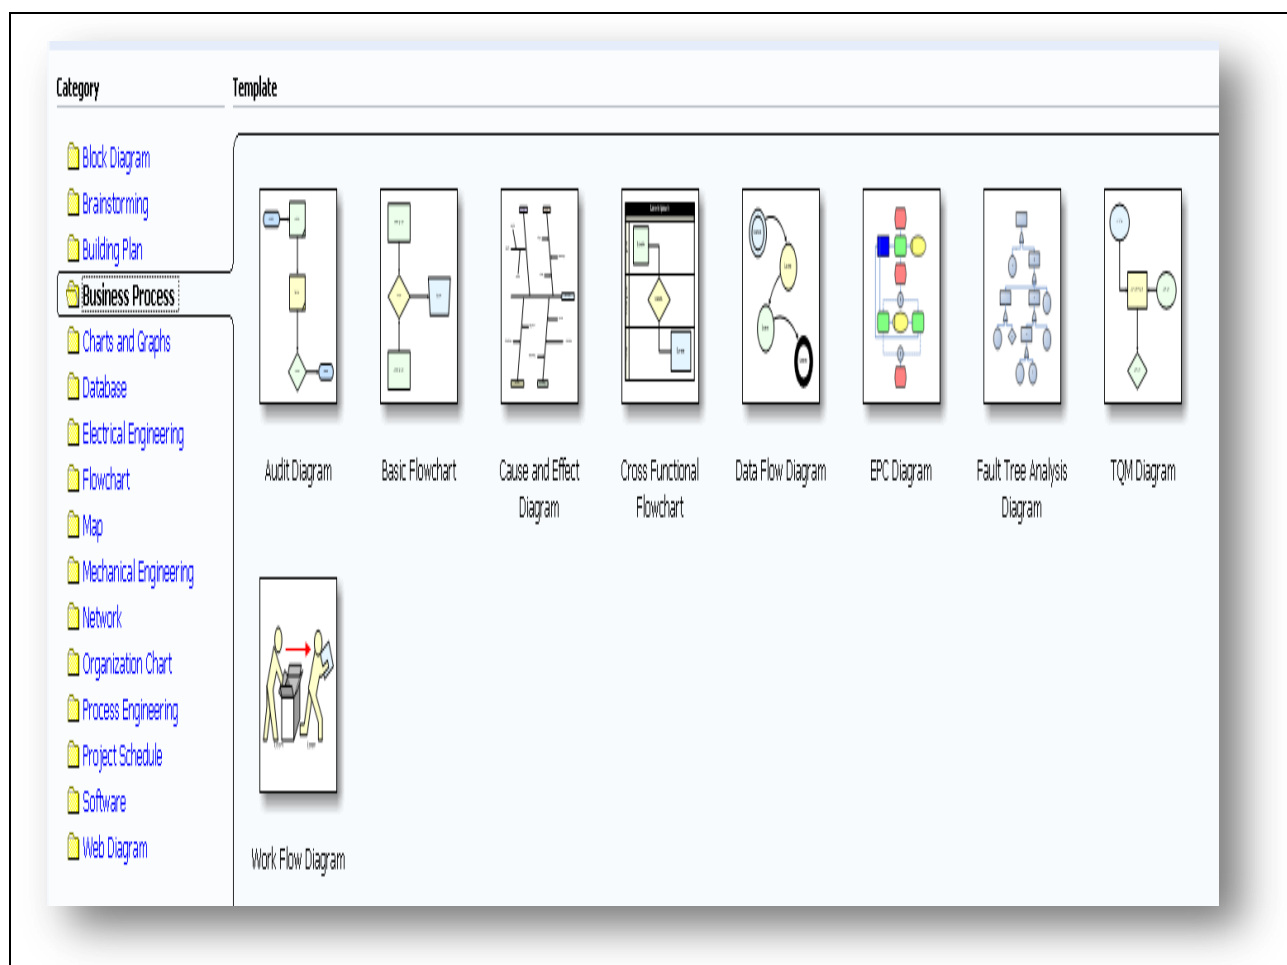 Category
Template
Block Diagram
Brainstorming
Building Plan
Business Process
Charts and Graphs
Database
Electrical Engineering
Flowchart
Map
Mechanical Engineering
Network
Organization Chart
Process Engineering
Project Schedule
Software
Web Diagram
Audit Diagram
Basic Flowchart
Cause and Effect
Diagram
Cross Functional
Flowchart
Data Flow Diagram
EPC Diagram
Fault Tree Analysis
Diagram
TQM Diagram
Work Flow Diagram